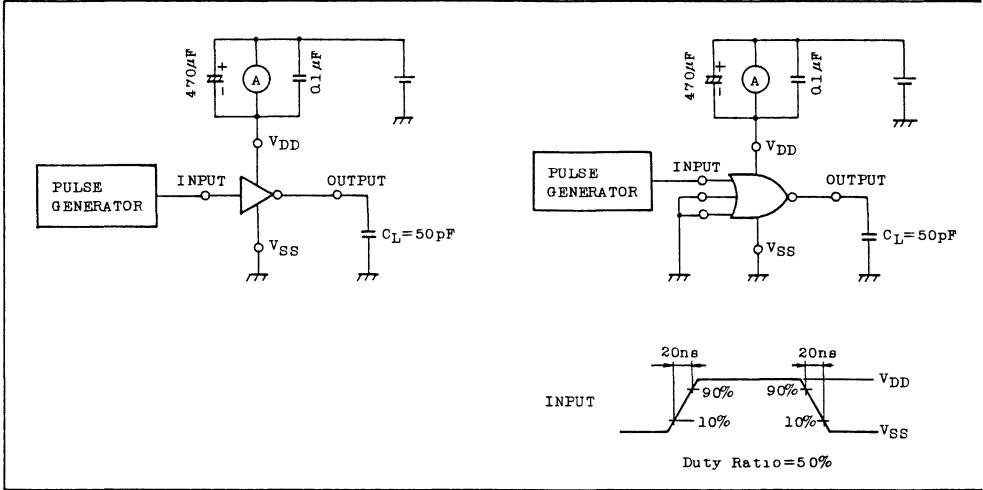 470µF
A
0.1µF
VDD
PULSE
GENERATOR
INPUT
OUTPUT
CL=50pF
VSS
470µF
A
0.1µF
VDD
PULSE
GENERATOR
INPUT
OUTPUT
CL=50pF
VSS
20ns
20ns
VDD
90%
90%
INPUT
10%
10%
VSS
Duty Ratio=50%